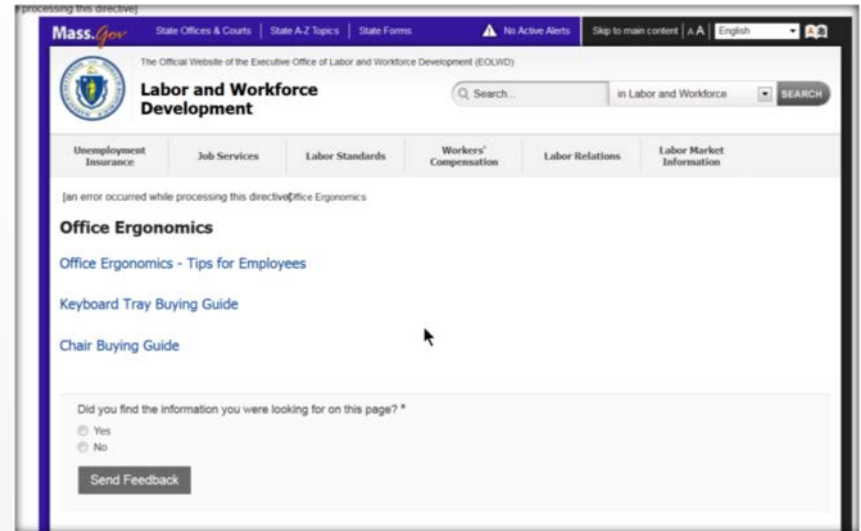 processing this directive]
Mass.Gov State Offices & Courts State A-Z Topics State Forms No Active Alerts Skip to main content A A English
The Official Website of the Executive Office of Labor and Workforce Development (EOLWD)
Labor and Workforce
Development
Search... in Labor and Workforce SEARCH
Unemployment
Insurance
Job Services
Labor Standards
Workers'
Compensation
Labor Relations
Labor Market
Information
[an error occurred while processing this directive]Office Ergonomics
Office Ergonomics
Office Ergonomics - Tips for Employees
Keyboard Tray Buying Guide
Chair Buying Guide
Did you find the information you were looking for on this page? *
Yes
No
Send Feedback